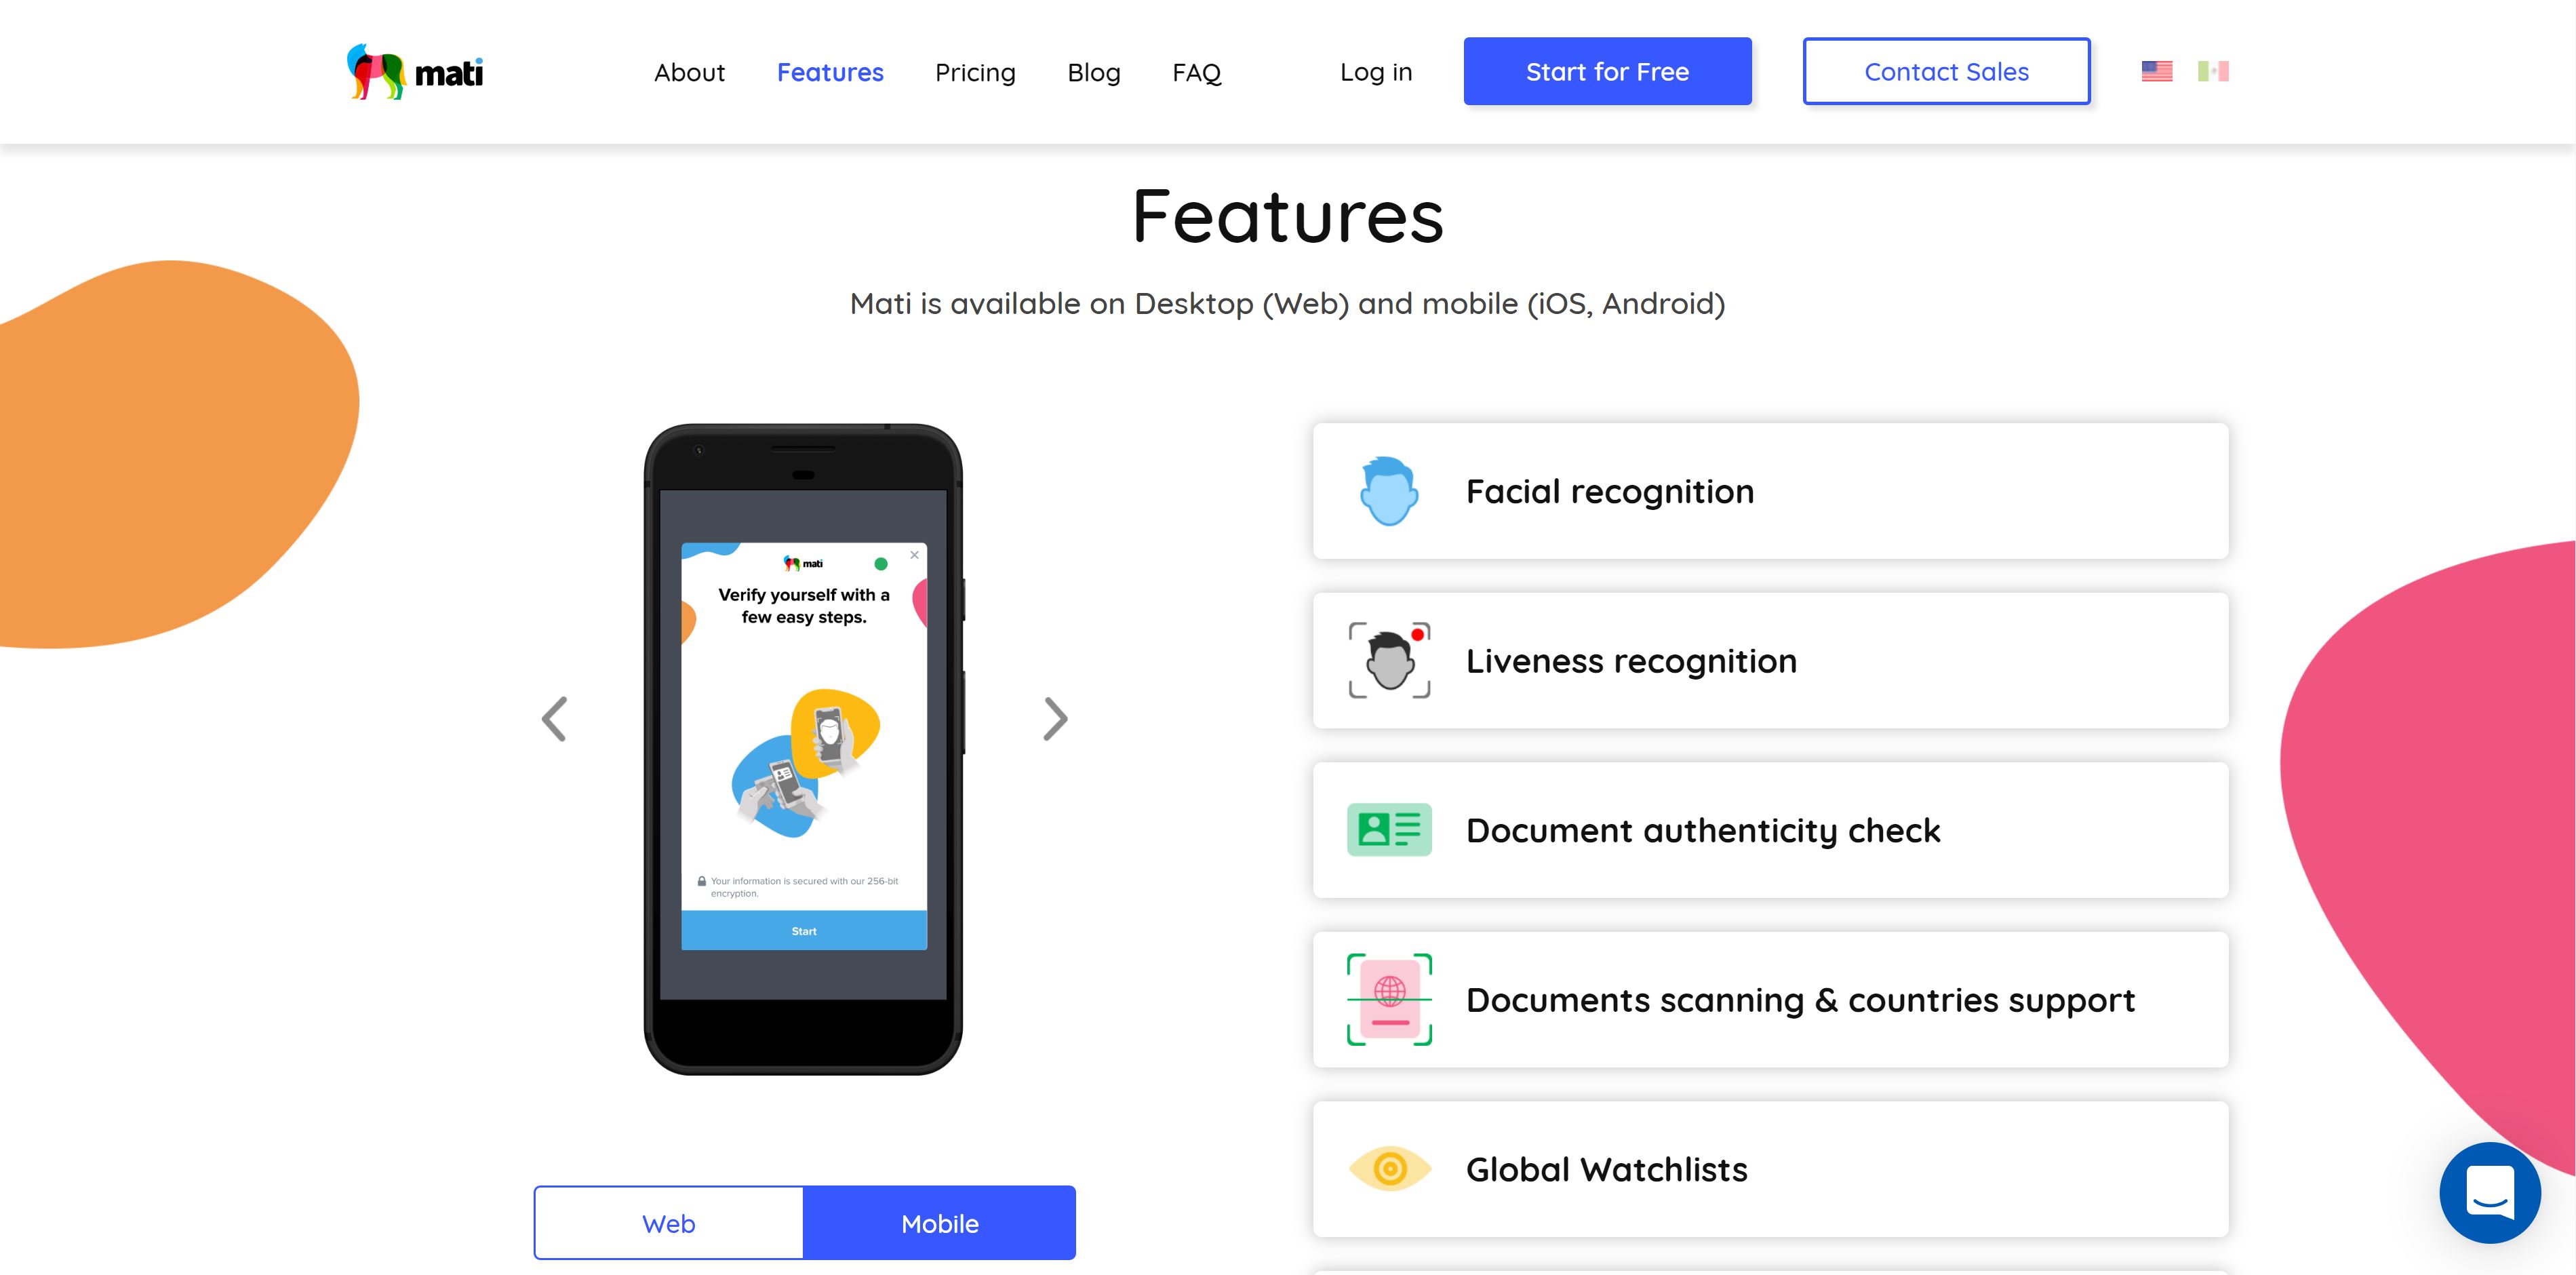 mati
About
Features
Pricing
Blog
FAQ
Log in
Start for Free
Contact Sales
Features
Mati is available on Desktop (Web) and mobile (iOS, Android)
mati
Verify yourself with a
few easy steps.
Your information is secured with our 256-bit
encryption.
Start
Web
Mobile
Facial recognition
Liveness recognition
Document authenticity check
Documents scanning & countries support
Global Watchlists